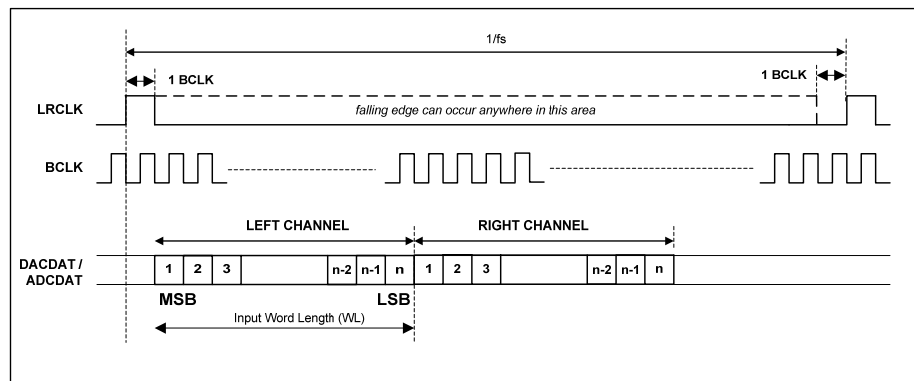 1/fs
1 BCLK
1 BCLK
LRCLK
falling edge can occur anywhere in this area
BCLK
LEFT CHANNEL
RIGHT CHANNEL
DACDAT /
ADCDAT
1 2 3 n-2 n-1 n 1 2 3 n-2 n-1 n
MSB
LSB
Input Word Length (WL)